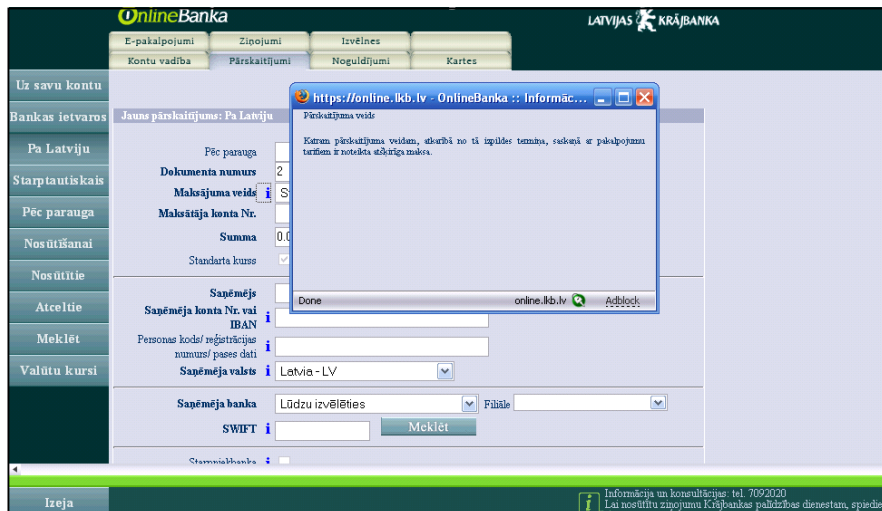 OnlineBanka
LATVIJAS KRĀJBANKA
E-pakalpojumi
Ziņojumi
Izvēlnes
Kontu vadība
Pārskaitījumi
Noguldījumi
Kartes
Uz savu kontu
Bankas ietvaros
Pa Latviju
Starptautiskais
Pēc parauga
Nosūtīšanai
Nosūtītie
Atceltie
Meklēt
Valūtu kursi
Izeja
Jauns pārskaitījums: Pa Latviju
Pēc parauga
Dokumenta numurs 2
Maksājuma veids i S
Maksātāja konta Nr.
Summa 0.0
Standarta kurss
https://online.lkb.lv - OnlineBanka :: Informāc...
Pārskaitījuma veids
Katram pārskaitījuma veidam, atkarībā no tā izpildes termiņa, saskaņā ar pakalpojumu
tarifiem ir noteikta atšķirīga maksa.
Done online.lkb.lv Adblock
Saņēmējs
Saņēmēja konta Nr. vai
IBAN i
Personas kods/ reģistrācijas
numurs/ pases dati i
Saņēmēja valsts i Latvia - LV
Saņēmēja banka Lūdzu izvēlēties Filiāle
SWIFT i Meklēt
Starpniekbanka i
Informācija un konsultācijas: tel. 7092020
Lai nosūtītu ziņojumu Krājbankas palīdzības dienestam, spiedie